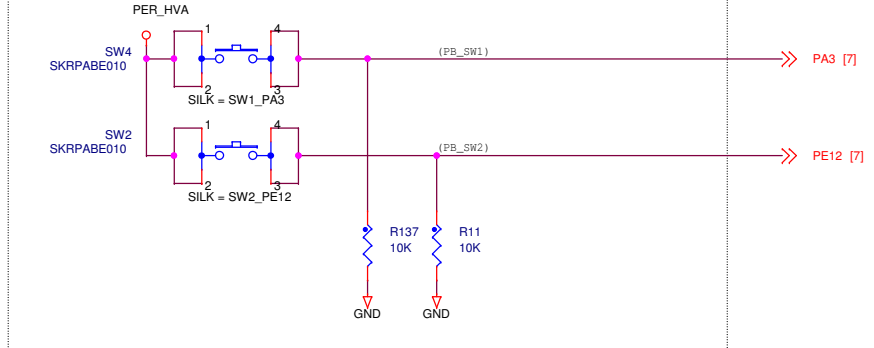 PER_HVA
1
4
SW4
SKRPABE010
(PB_SW1)
PA3 [7]
2
3
SILK = SW1_PA3
1
4
SW2
SKRPABE010
(PB_SW2)
PE12 [7]
2
3
SILK = SW2_PE12
R137
10K
R11
10K
GND
GND